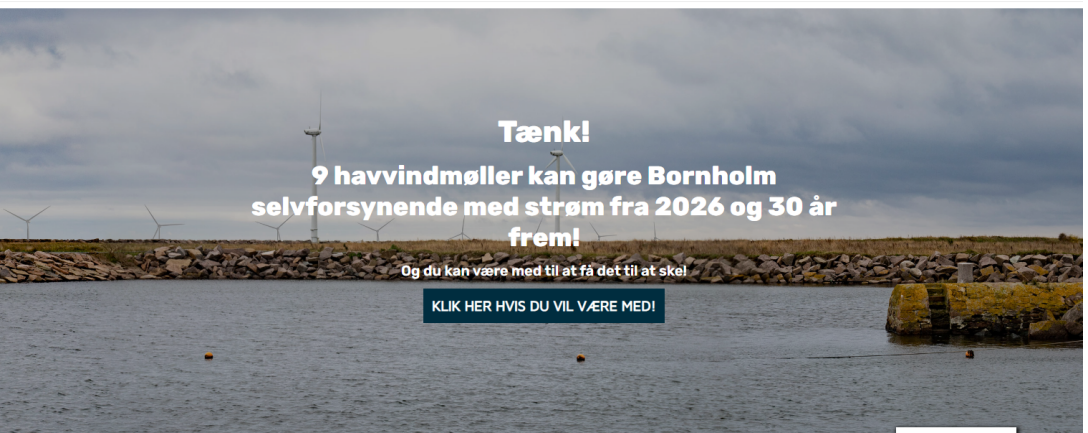 Tænk!
9 havvindmøller kan gøre Bornholm
selvforsynende med strøm fra 2026 og 30 år
frem!
Og du kan være med til at få det til at ske!
KLIK HER HVIS DU VIL VÆRE MED!